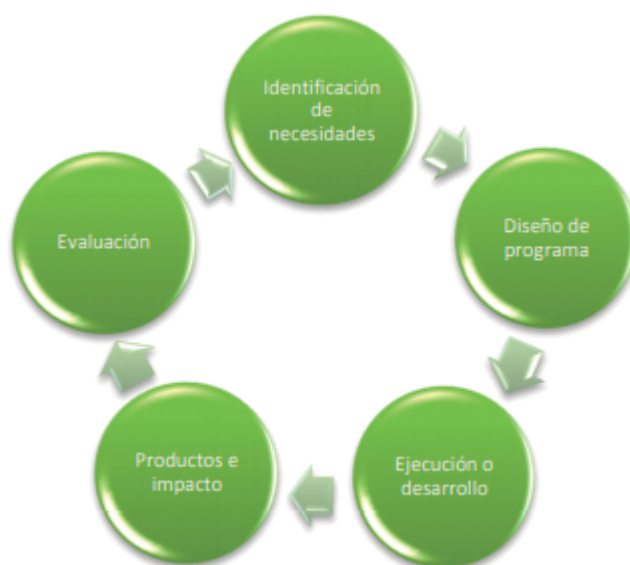 Identificación
de
necesidades
Diseño de
programa
Ejecución o
desarrollo
Productos e
impacto
Evaluación